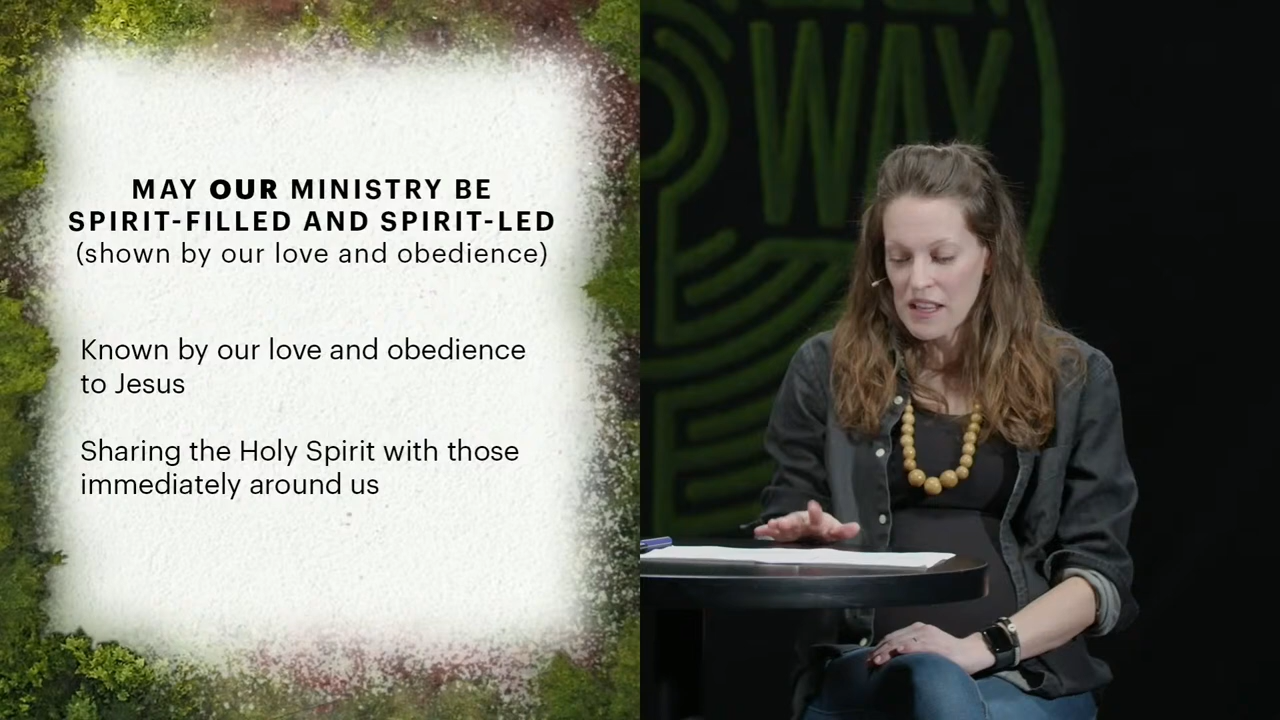 MAY OUR MINISTRY BE
SPIRIT-FILLED AND SPIRIT-LED
(shown by our love and obedience)
Known by our love and obedience
to Jesus
Sharing the Holy Spirit with those
immediately around us
WAY